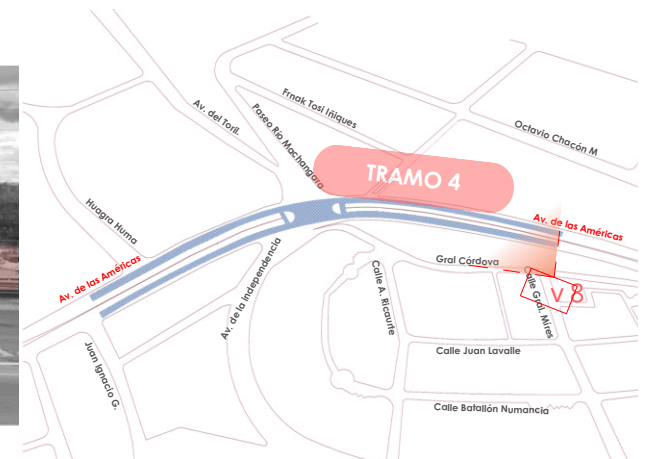 Frnak Tosi Iñiques
Av. del Toril.
Paseo Río Machangara
Octavio Chacón M
TRAMO 4
Huagra Huma
Av. de las Américas
Av. de las Américas
Av. de la Independencia
Gral Córdova
Calle A. Ricaurte
Calle Gral. Mires
v 8
Juan Ignacio G.
Calle Juan Lavalle
Calle Batallón Numancia